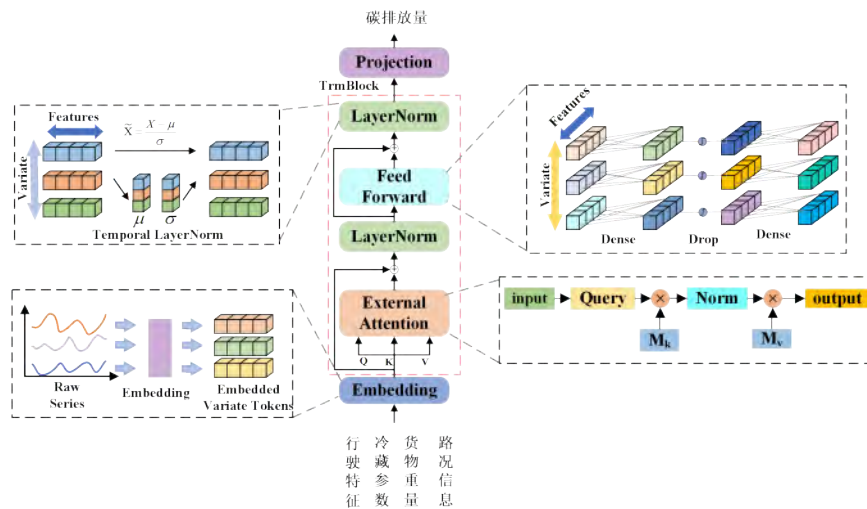 碳排放量
Projection
TrmBlock
LayerNorm
Feed
Forward
LayerNorm
External
Attention
Q
K
V
Embedding
行驶特征
冷藏参数
货物重量
路况信息
Features
Variate
X̃=X-μ/σ
μ
σ
Temporal LayerNorm
Raw
Series
Embedding
Embedded
Variate Tokens
Features
Variate
Dense
Drop
Dense
input
Query
×
Norm
×
output
Mk
Mv